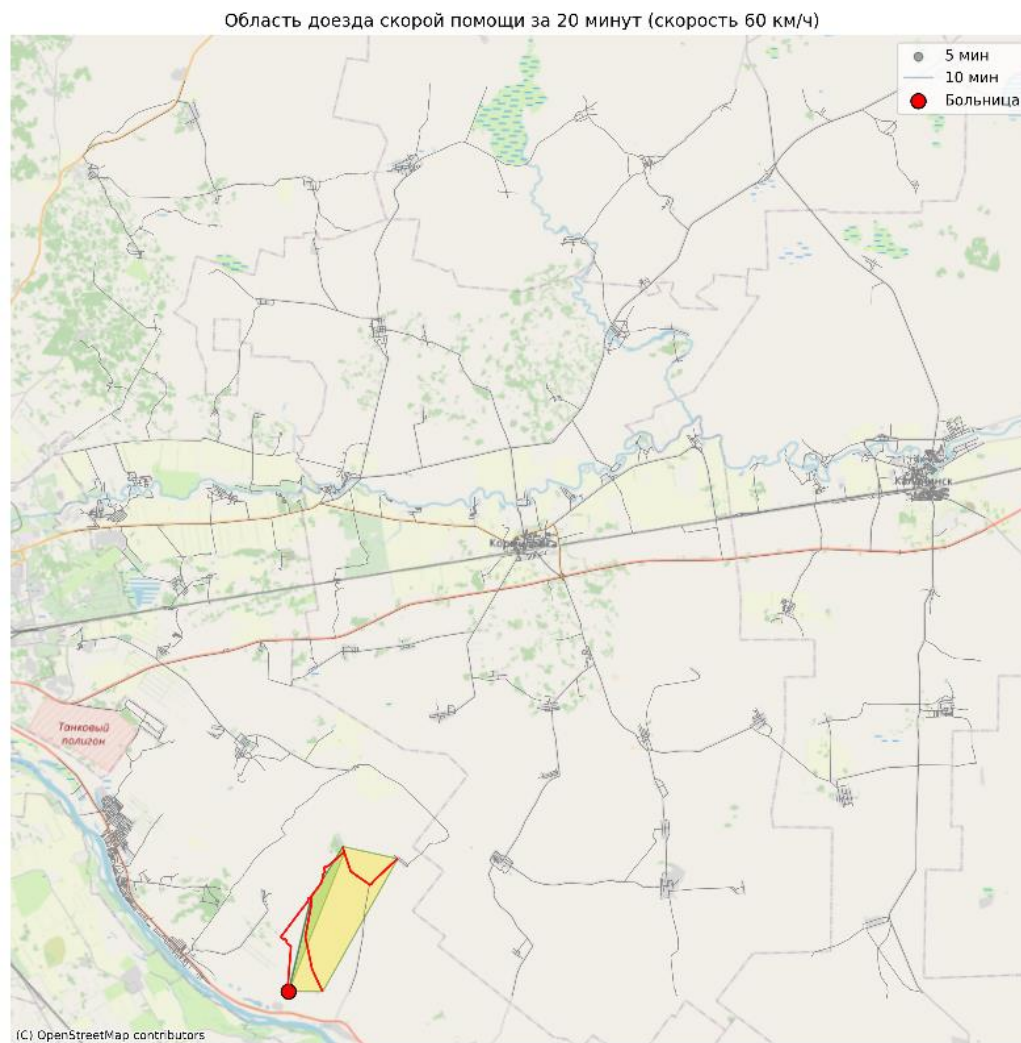 Область доезда скорой помощи за 20 минут (скорость 60 км/ч)
5 мин
10 мин
Больница
Танковый
полигон
(C) OpenStreetMap contributors